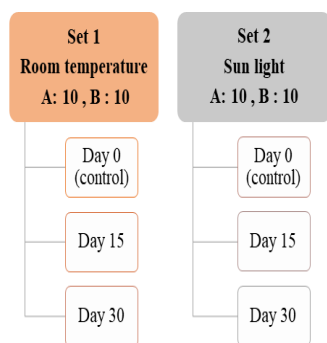 Set 1
Room temperature
A: 10 , B : 10
Day 0
(control)
Day 15
Day 30
Set 2
Sun light
A: 10 , B : 10
Day 0
(control)
Day 15
Day 30